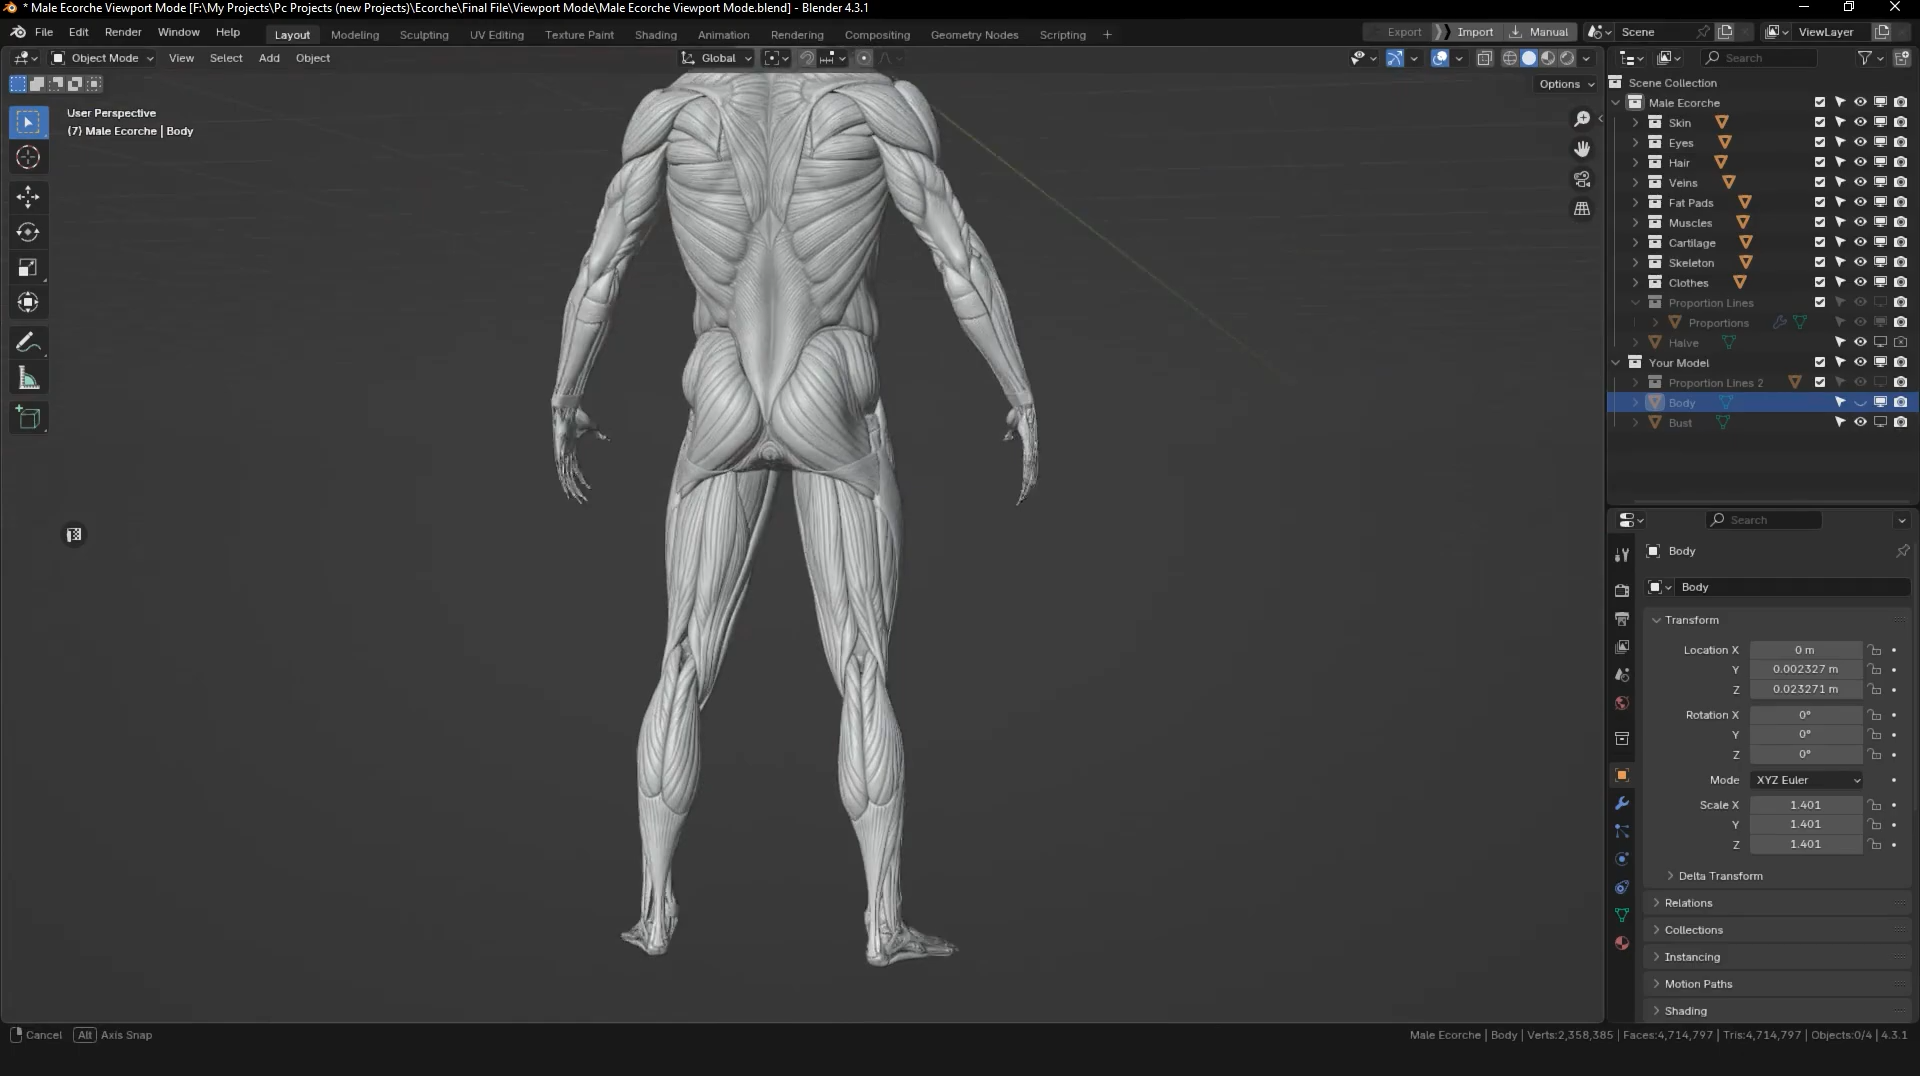 * Male Ecorche Viewport Mode [F:\My Projects\Pc Projects (new Projects)\Ecorche\Final File\Viewport Mode\Male Ecorche Viewport Mode.blend] - Blender 4.3.1
File Edit Render Window Help Layout Modeling Sculpting UV Editing Texture Paint Shading Animation Rendering Compositing Geometry Nodes Scripting + Export Import Manual Scene ViewLayer
Object Mode View Select Add Object Global Search
Options
User Perspective
(7) Male Ecorche | Body
Scene Collection
Male Ecorche
Skin
Eyes
Hair
Veins
Fat Pads
Muscles
Cartilage
Skeleton
Clothes
Proportion Lines
Proportions
Halve
Your Model
Proportion Lines 2
Body
Bust
Search
Body
Body
Transform
Location X 0 m
Y 0.002327 m
Z 0.023271 m
Rotation X 0°
Y 0°
Z 0°
Mode XYZ Euler
Scale X 1.401
Y 1.401
Z 1.401
Delta Transform
Relations
Collections
Instancing
Motion Paths
Shading
Cancel Alt Axis Snap
Male Ecorche | Body | Verts:2,358,385 | Faces:4,714,797 | Tris:4,714,797 | Objects:0/4 | 4.3.1